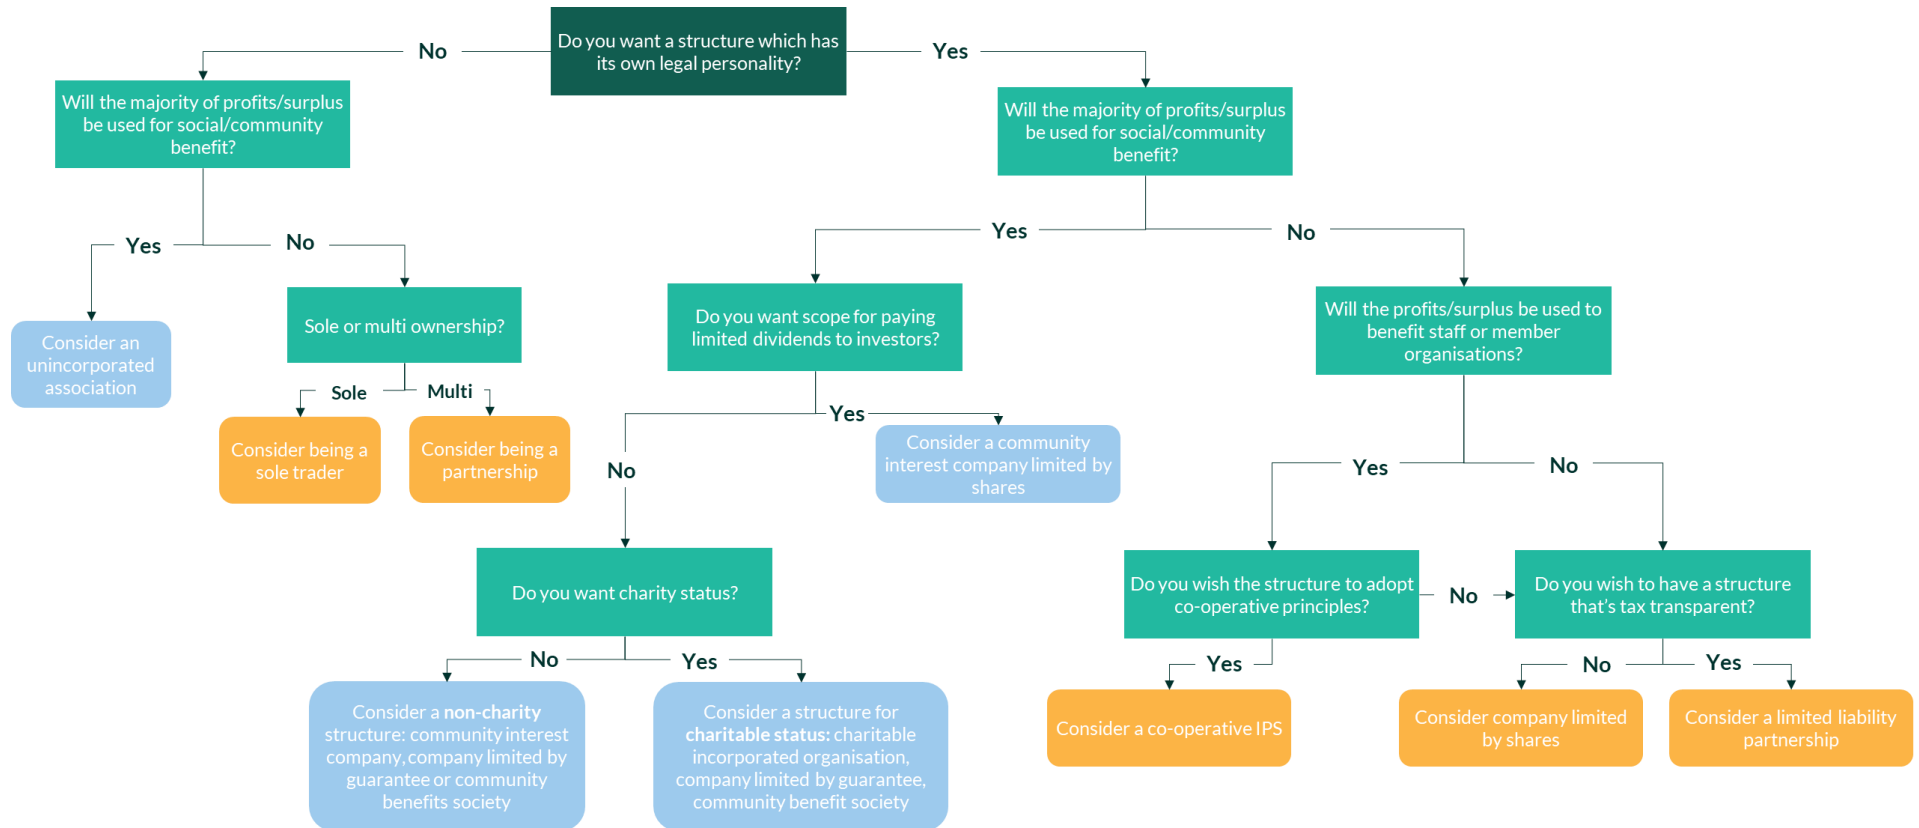 Do you want a structure which has
its own legal personality?
No
Yes
Will the majority of profits/surplus
be used for social/community
benefit?
Will the majority of profits/surplus
be used for social/community
benefit?
Yes
No
Yes
No
Consider an
unincorporated
association
Sole or multi ownership?
Sole
Multi
Consider being a
sole trader
Consider being a
partnership
Do you want scope for paying
limited dividends to investors?
Will the profits/surplus be used to
benefit staff or member
organisations?
No
Yes
Consider a community
interest company limited by
shares
Yes
No
Do you want charity status?
Do you wish the structure to adopt
co-operative principles?
No
Do you wish to have a structure
that's tax transparent?
No
Yes
Yes
No
Yes
Consider a non-charity
structure: community interest
company, company limited by
guarantee or community
benefits society
Consider a structure for
charitable status: charitable
incorporated organisation,
company limited by guarantee,
community benefit society
Consider a co-operative IPS
Consider company limited
by shares
Consider a limited liability
partnership